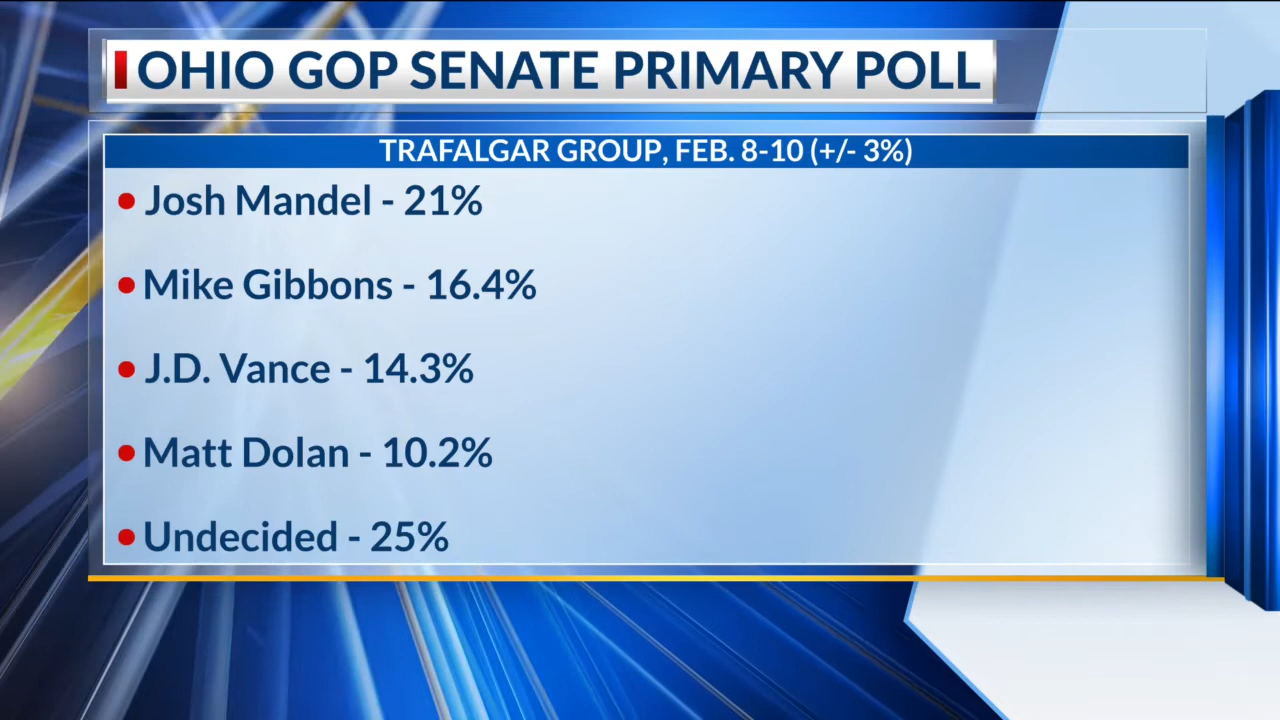 OHIO GOP SENATE PRIMARY POLL
TRAFALGAR GROUP, FEB. 8-10 (+/- 3%)
• Josh Mandel - 21%
• Mike Gibbons - 16.4%
• J.D. Vance - 14.3%
• Matt Dolan - 10.2%
• Undecided - 25%